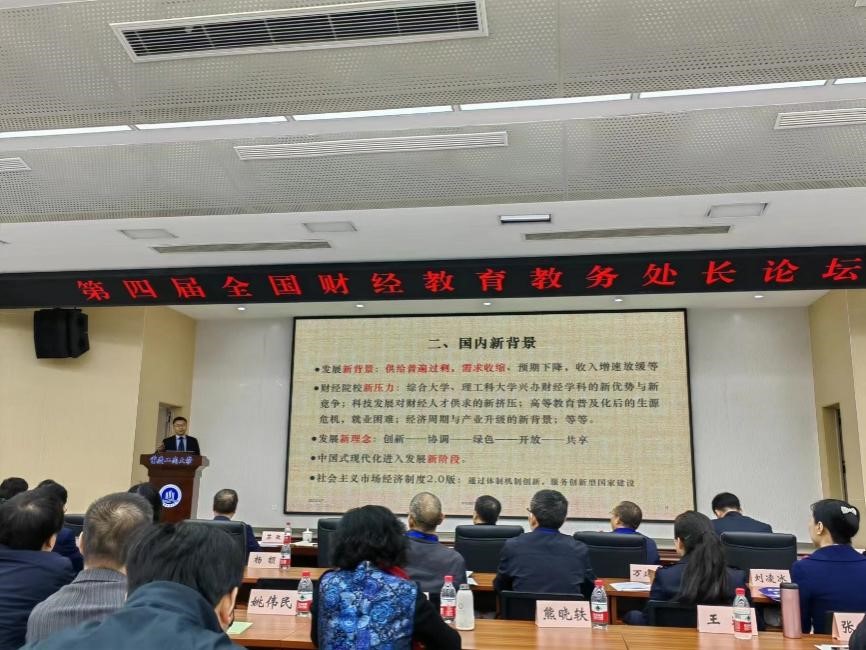 第四届全国财经教育教务处长论坛
二、国内新背景
●发展新背景：供给普遍过剩，需求收缩、预期下降，收入增速放缓等
●财经院校新压力：综合大学、理工科大学兴办财经学科的新优势与新
竞争；科技发展对财经人才供求的新挤压；高等教育普及化后的生源
危机，就业困难；经济周期与产业升级的新背景；等等。
●发展新理念：创新——协调——绿色——开放——共享
●中国式现代化进入发展新阶段。
●社会主义市场经济制度2.0版：通过体制机制创新，服务创新型国家建设
重庆工商大学
杨颖
万
刘凌冰
姚伟民
熊晓轶
王
张